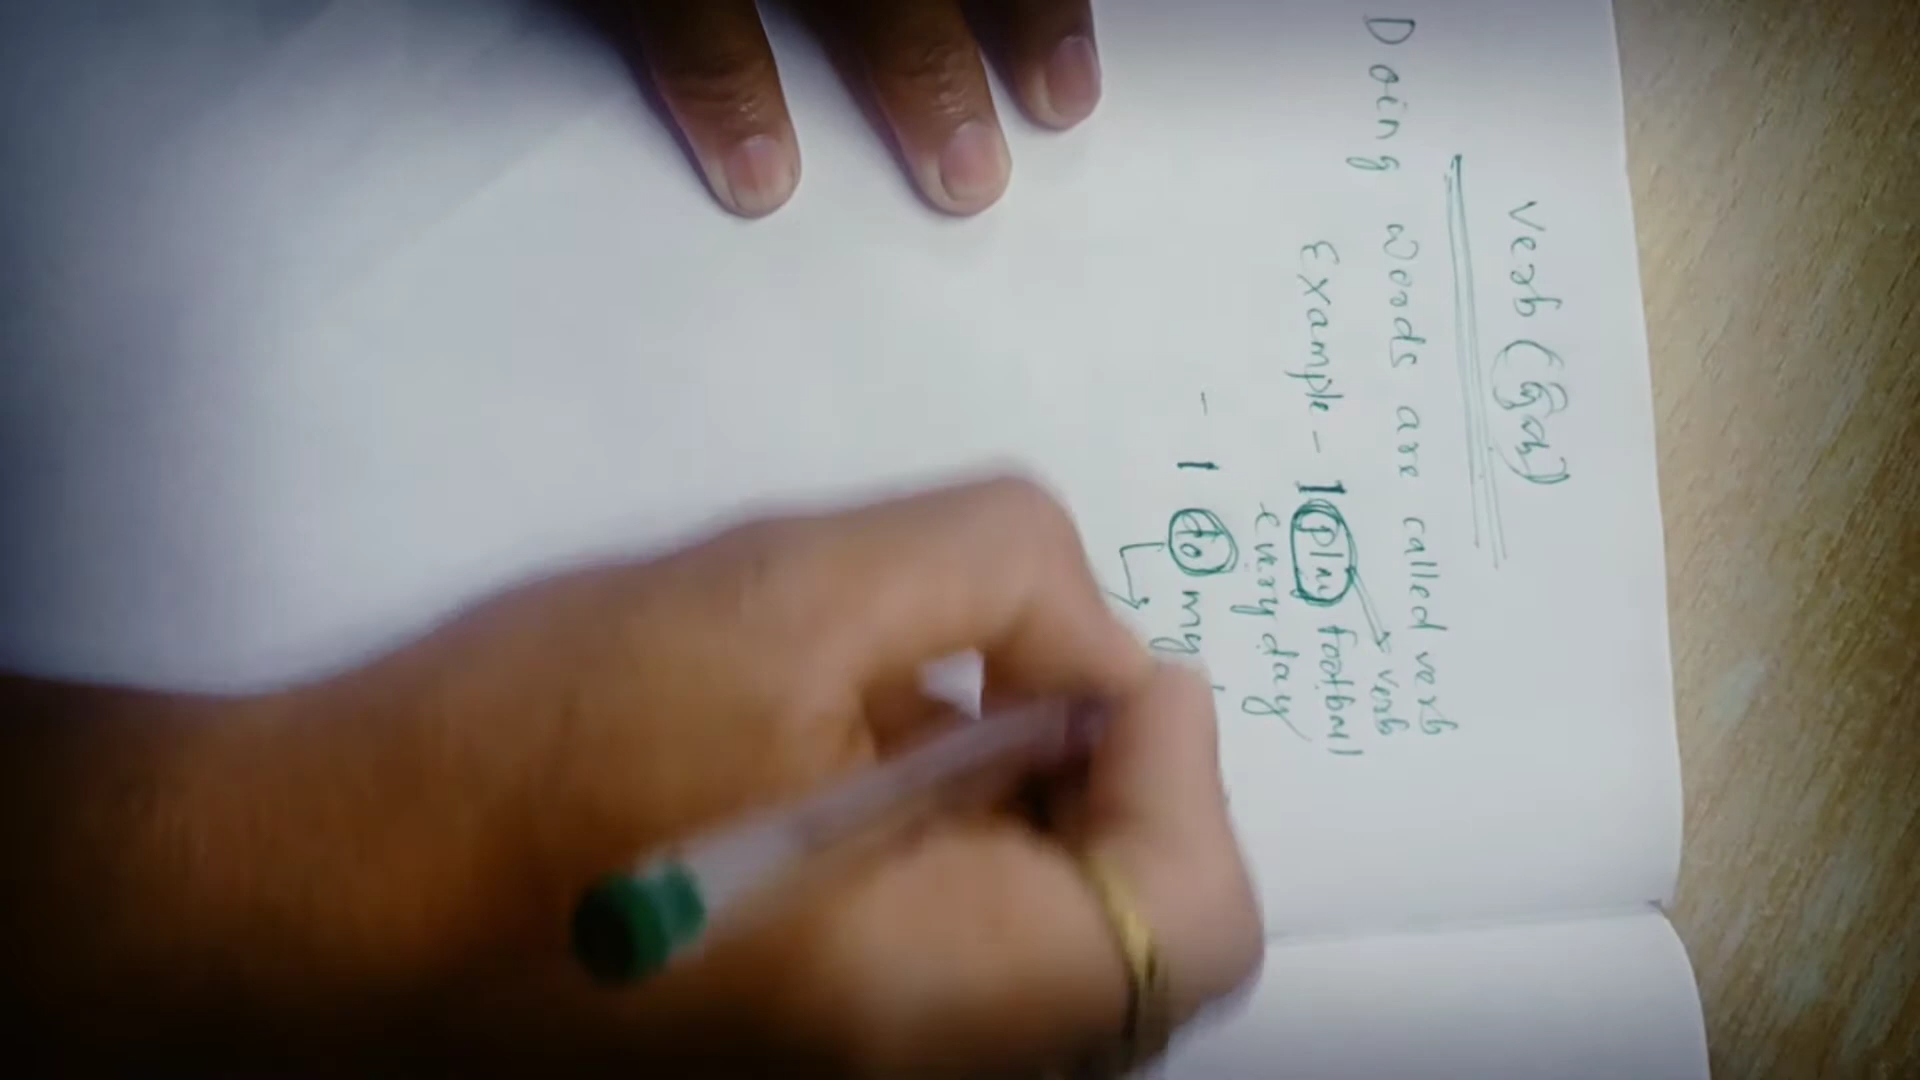 Verb (
Doing words are called verb
verb
Example - I play football
every day
- I do my